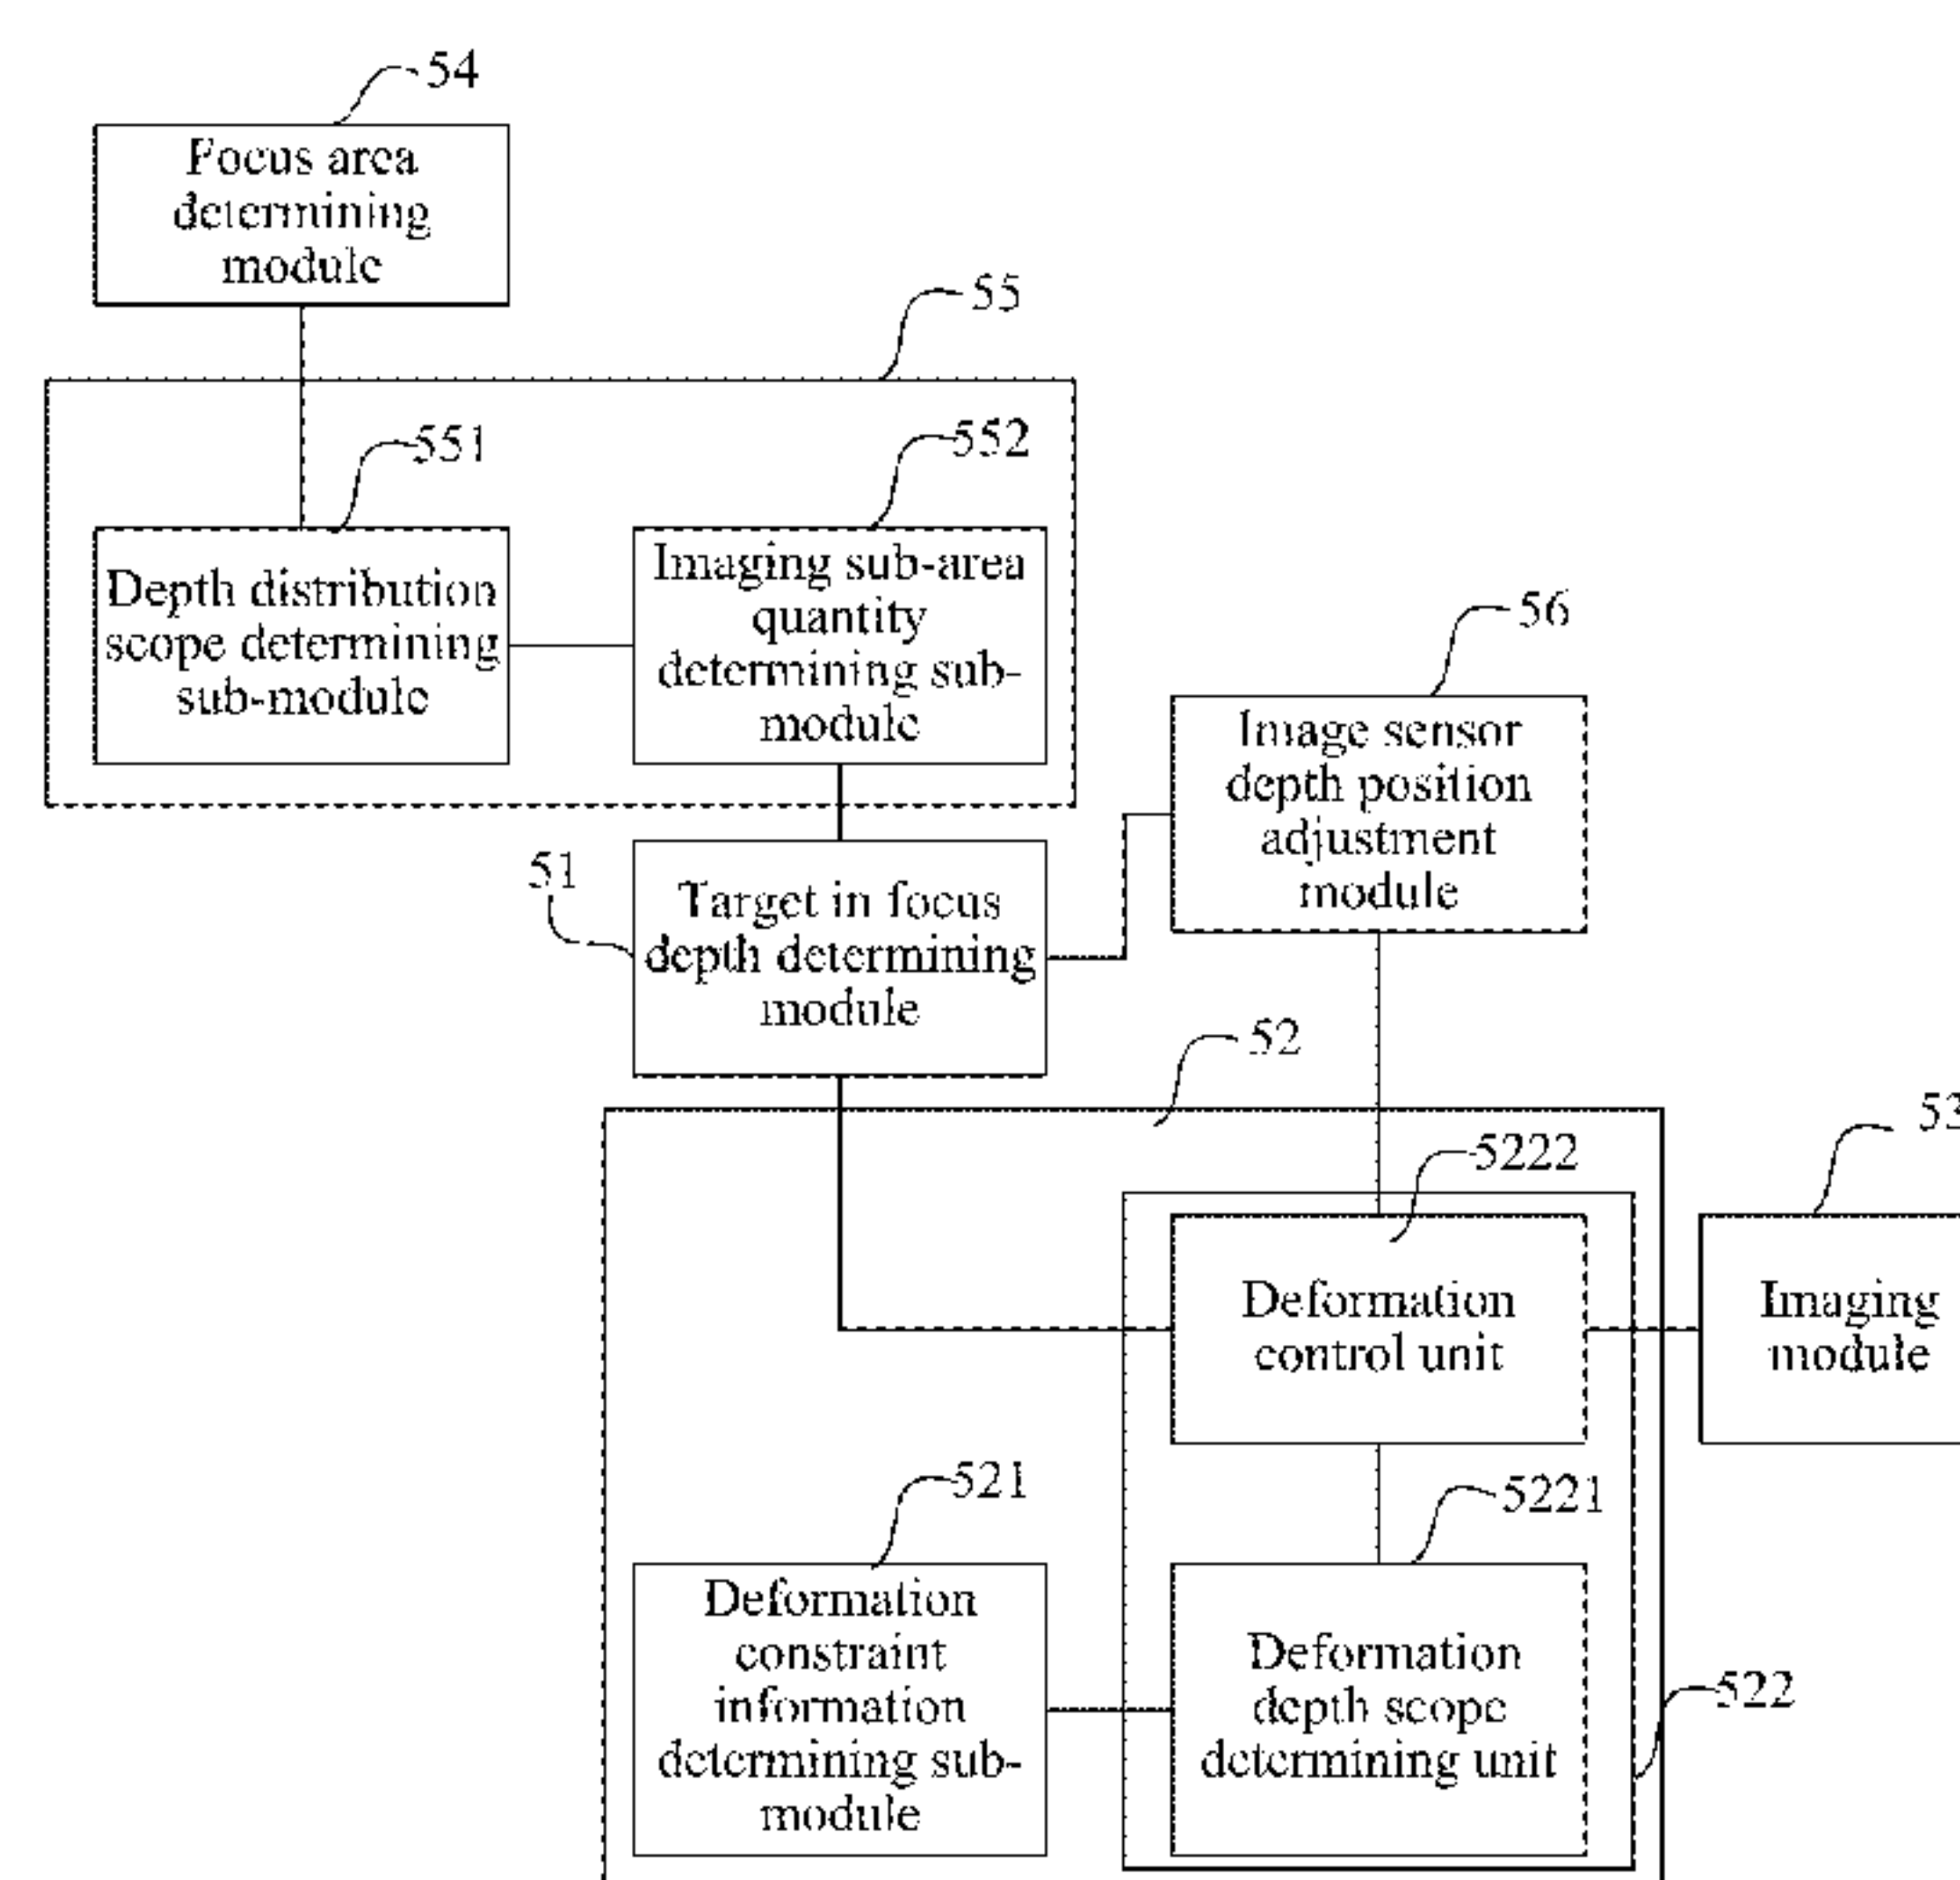 54
Focus area
determining
module
55
551
552
Depth distribution
scope determining
sub-module
Imaging sub-area
quantity
determining sub-
module
56
Image sensor
depth position
adjustment
module
51
Target in focus
depth determining
module
52
53
5222
Deformation
control unit
Imaging
module
521
5221
Deformation
constraint
information
determining sub-
module
Deformation
depth scope
determining unit
522